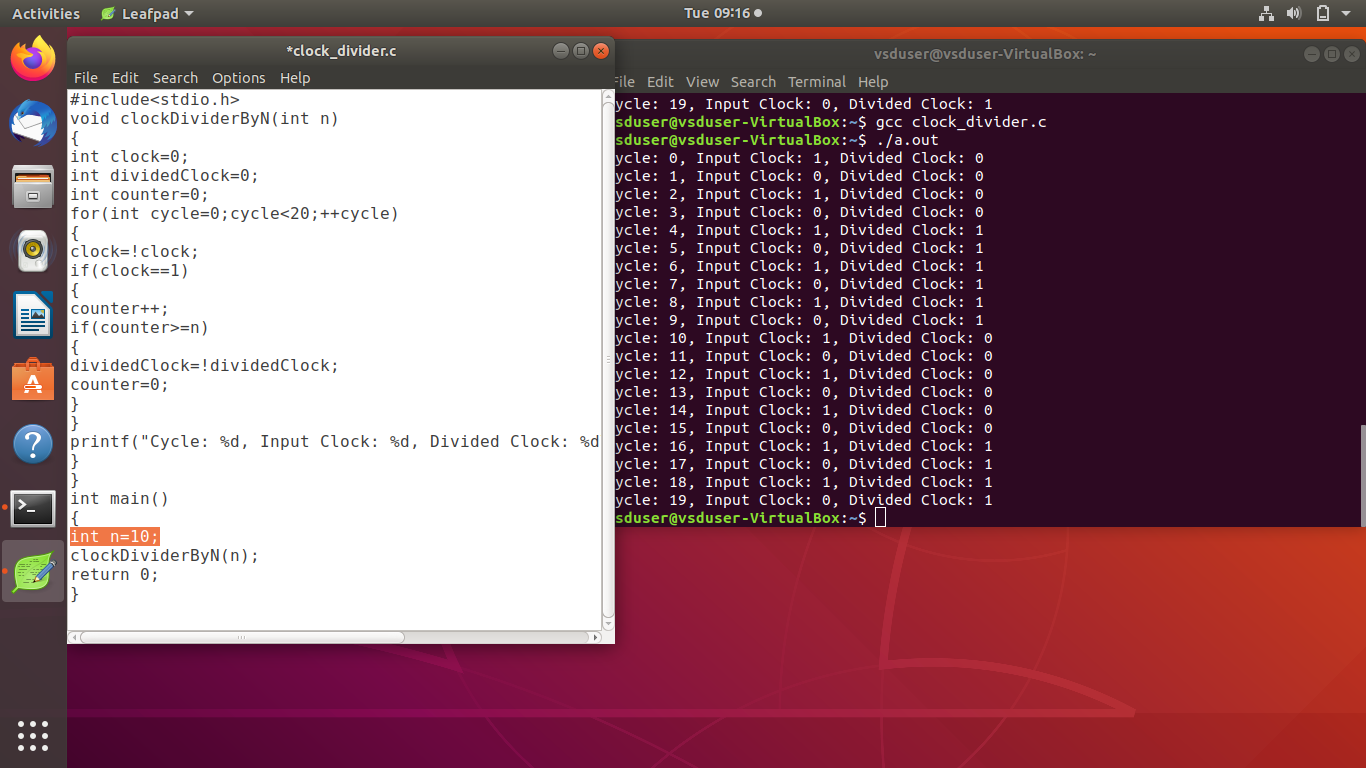 Activities Leafpad Tue 09:16
*clock_divider.c
File Edit Search Options Help
#include<stdio.h>
void clockDividerByN(int n)
{
int clock=0;
int dividedClock=0;
int counter=0;
for(int cycle=0;cycle<20;++cycle)
{
clock=!clock;
if(clock==1)
{
counter++;
if(counter>=n)
{
dividedClock=!dividedClock;
counter=0;
}
}
printf("Cycle: %d, Input Clock: %d, Divided Clock: %d
}
}
int main()
{
int n=10;
clockDividerByN(n);
return 0;
}
vsduser@vsduser-VirtualBox: ~
File Edit View Search Terminal Help
ycle: 19, Input Clock: 0, Divided Clock: 1
sduser@vsduser-VirtualBox:~$ gcc clock_divider.c
sduser@vsduser-VirtualBox:~$ ./a.out
ycle: 0, Input Clock: 1, Divided Clock: 0
ycle: 1, Input Clock: 0, Divided Clock: 0
ycle: 2, Input Clock: 1, Divided Clock: 0
ycle: 3, Input Clock: 0, Divided Clock: 0
ycle: 4, Input Clock: 1, Divided Clock: 1
ycle: 5, Input Clock: 0, Divided Clock: 1
ycle: 6, Input Clock: 1, Divided Clock: 1
ycle: 7, Input Clock: 0, Divided Clock: 1
ycle: 8, Input Clock: 1, Divided Clock: 1
ycle: 9, Input Clock: 0, Divided Clock: 1
ycle: 10, Input Clock: 1, Divided Clock: 0
ycle: 11, Input Clock: 0, Divided Clock: 0
ycle: 12, Input Clock: 1, Divided Clock: 0
ycle: 13, Input Clock: 0, Divided Clock: 0
ycle: 14, Input Clock: 1, Divided Clock: 0
ycle: 15, Input Clock: 0, Divided Clock: 0
ycle: 16, Input Clock: 1, Divided Clock: 1
ycle: 17, Input Clock: 0, Divided Clock: 1
ycle: 18, Input Clock: 1, Divided Clock: 1
ycle: 19, Input Clock: 0, Divided Clock: 1
sduser@vsduser-VirtualBox:~$